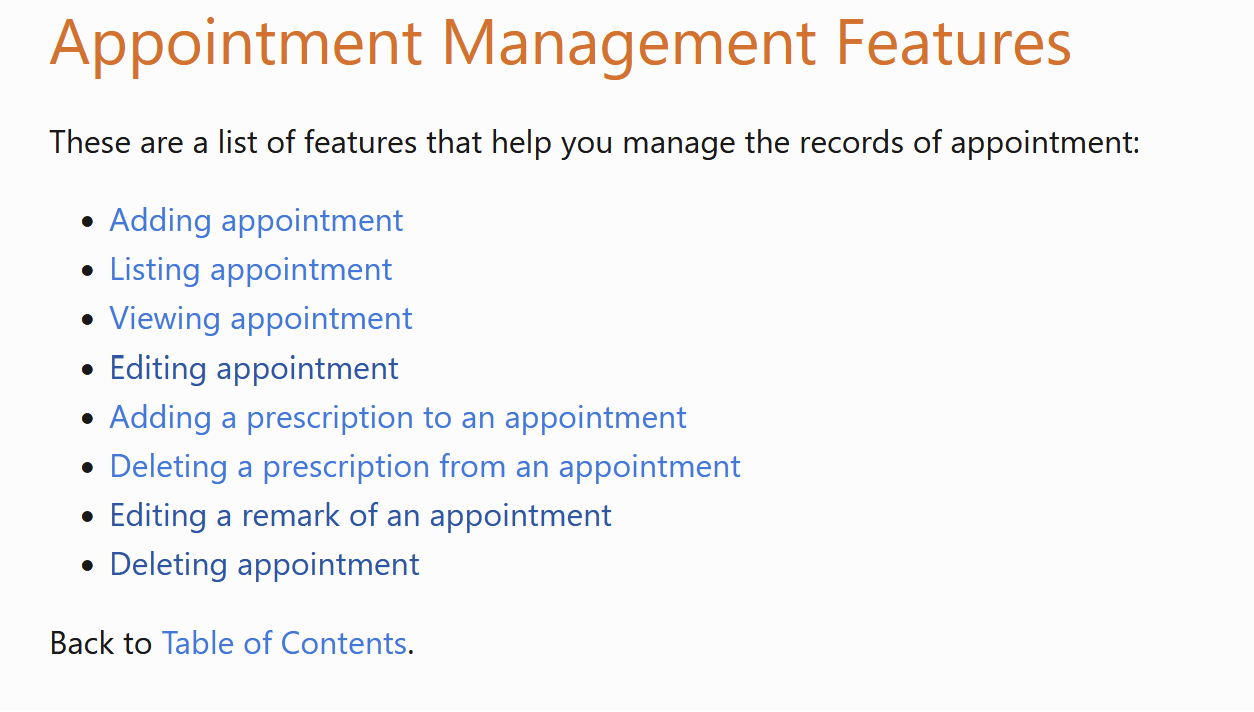 Appointment Management Features
These are a list of features that help you manage the records of appointment:
Adding appointment
Listing appointment
Viewing appointment
Editing appointment
Adding a prescription to an appointment
Deleting a prescription from an appointment
Editing a remark of an appointment
Deleting appointment
Back to Table of Contents.